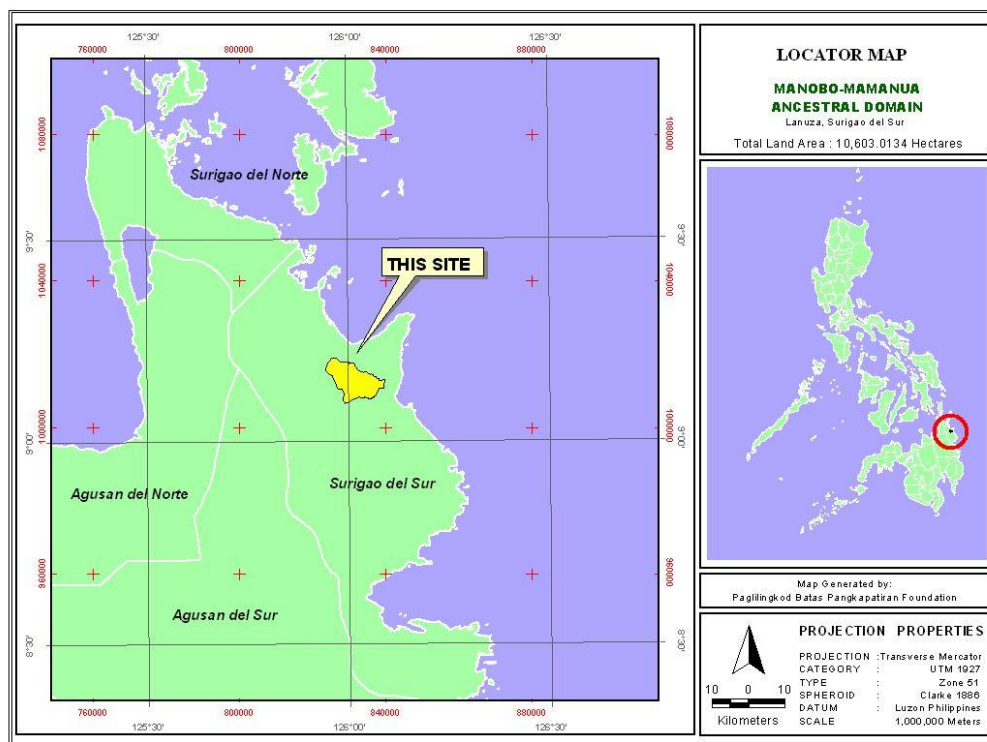 125°30'
126°00'
126°30'
760000
800000
840000
880000
1080000
1080000
Surigao del Norte
9°30'
9°30'
THIS SITE
1040000
1040000
1000000
1000000
9°00'
9°00'
Agusan del Norte
Surigao del Sur
960000
960000
Agusan del Sur
8°30'
8°30'
760000
800000
840000
880000
125°30'
126°00'
126°30'
LOCATOR MAP
MANOBO-MAMANUA
ANCESTRAL DOMAIN
Lanuza, Surigao del Sur
Total Land Area : 10,603.0134 Hectares
Map Generated by:
Paglilingkod Batas Pangkapatiran Foundation
10 0 10
Kilometers
PROJECTION PROPERTIES
PROJECTION :Transverse Mercator
CATEGORY : UTM 1927
TYPE : Zone 51
SPHEROID : Clarke 1886
DATUM : Luzon Philippines
SCALE : 1,000,000 Meters